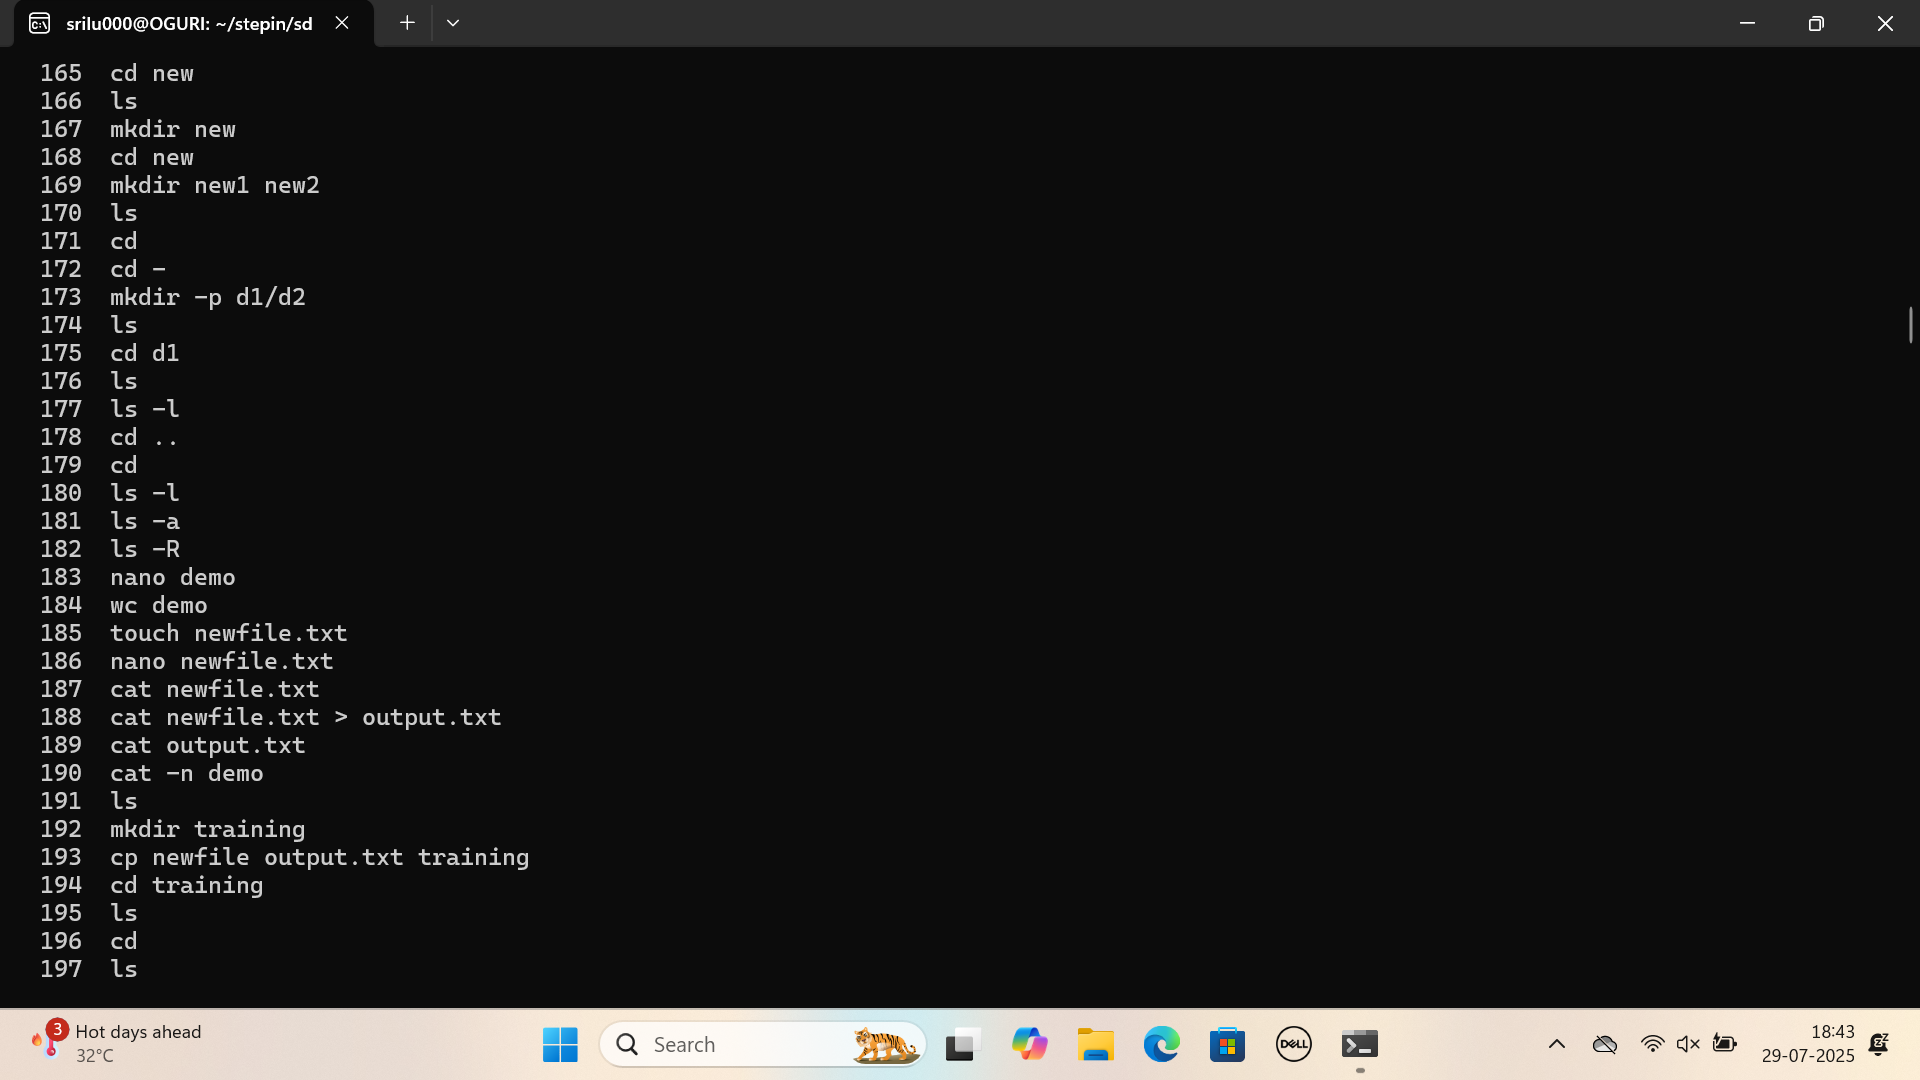 srilu000@OGURI: ~/stepin/sd
165 cd new
166 ls
167 mkdir new
168 cd new
169 mkdir new1 new2
170 ls
171 cd
172 cd -
173 mkdir -p d1/d2
174 ls
175 cd d1
176 ls
177 ls -l
178 cd ..
179 cd
180 ls -l
181 ls -a
182 ls -R
183 nano demo
184 wc demo
185 touch newfile.txt
186 nano newfile.txt
187 cat newfile.txt
188 cat newfile.txt > output.txt
189 cat output.txt
190 cat -n demo
191 ls
192 mkdir training
193 cp newfile output.txt training
194 cd training
195 ls
196 cd
197 ls
3
Hot days ahead
32°C
Search
DELL
18:43
29-07-2025